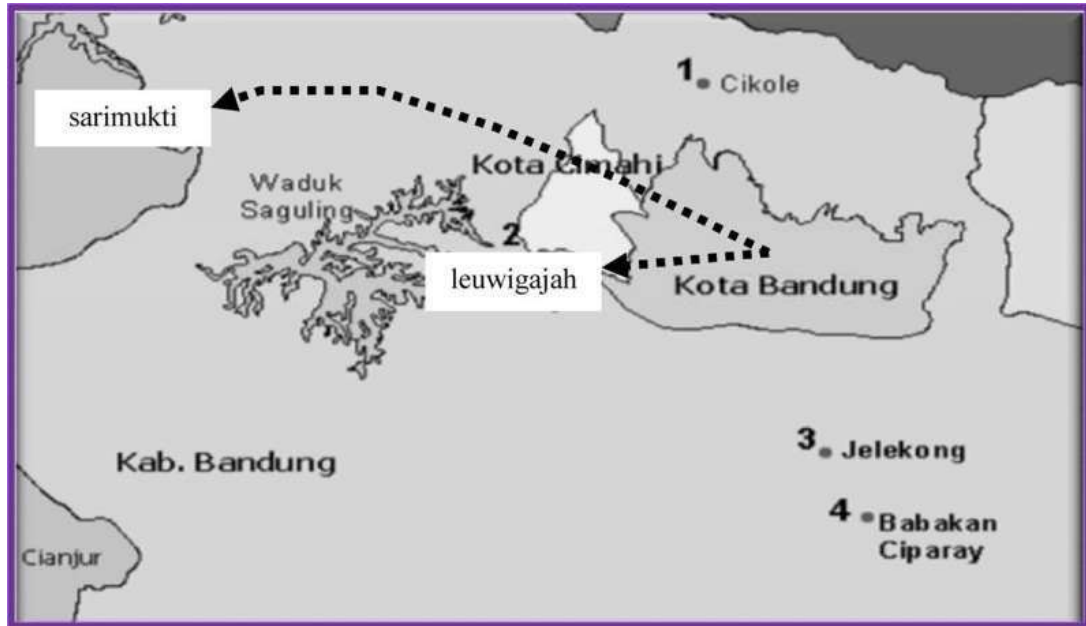 1
Cikole
sarimukti
Kota Cimahi
Waduk
Saguling
2
leuwigajah
Kota Bandung
3
Jelekong
Kab. Bandung
4
Babakan
Ciparay
Cianjur